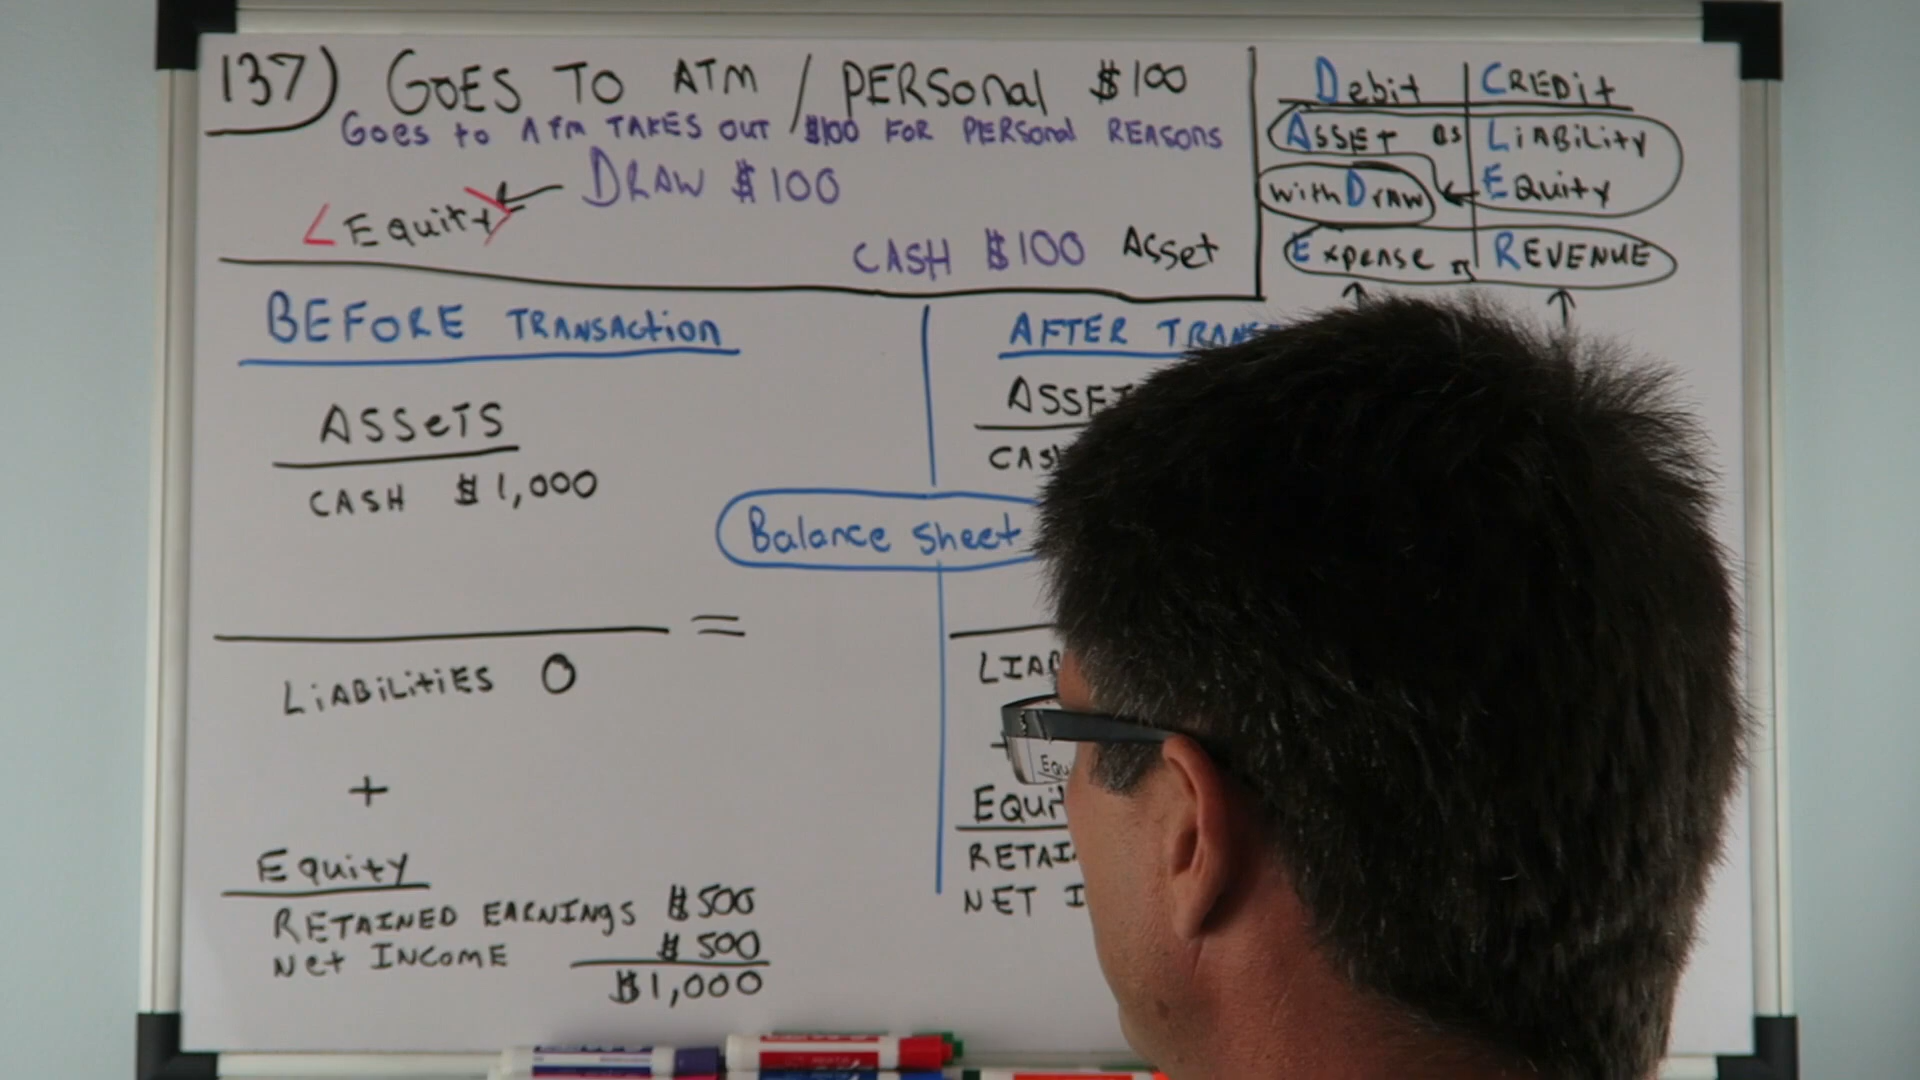 137) GOES TO ATM / PERSonal $100
Goes to ATM TAKES OUT $100 FOR PERSonal REASONS
DRAW $100
< Equity >
CASH $100 Asset
Debit CREDit
ASSET as LiABiLity
withDraw Equity
Expense REVENUE
BEFORE TRANSACtion
ASSeTS
CASH $1,000
LiABiLitiES 0
+
Equity
RETAINED EARNINgS $500
Net INCOME $500
$1,000
=
Balance Sheet
AFTER
Equ
NET